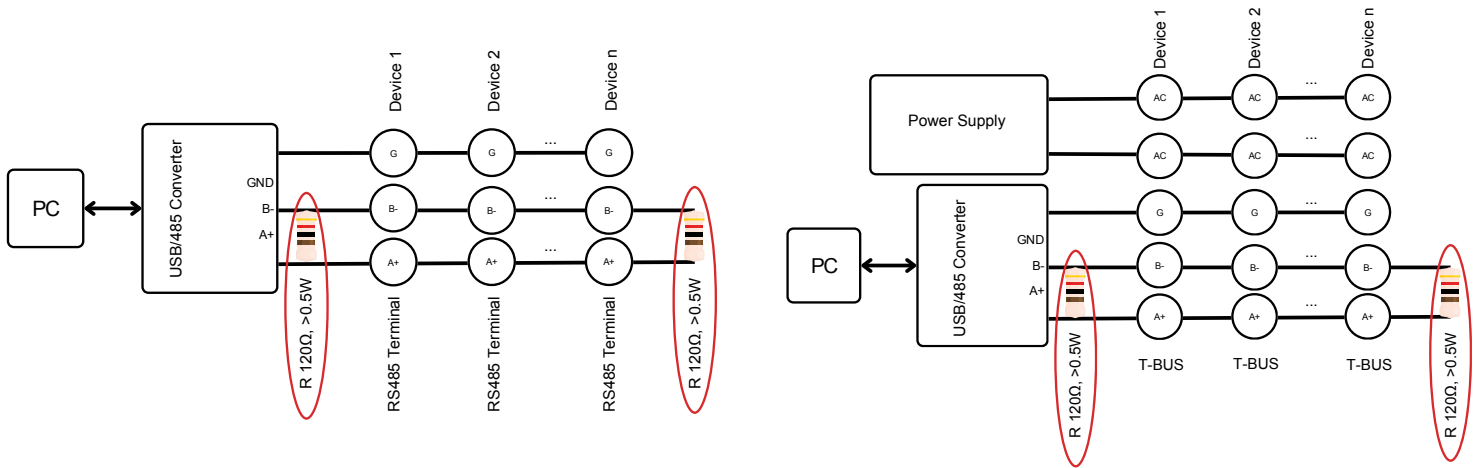 Device 1
Device 2
Device n
USB/485 Converter
PC
GND
B-
A+
G
G
...
G
B-
B-
...
B-
A+
A+
...
A+
R 120Ω, >0.5W
R 120Ω, >0.5W
RS485 Terminal
RS485 Terminal
RS485 Terminal
Device 1
Device 2
Device n
Power Supply
AC
AC
...
AC
AC
AC
...
AC
USB/485 Converter
PC
GND
B-
A+
G
G
...
G
B-
B-
...
B-
A+
A+
...
A+
R 120Ω, >0.5W
R 120Ω, >0.5W
T-BUS
T-BUS
T-BUS